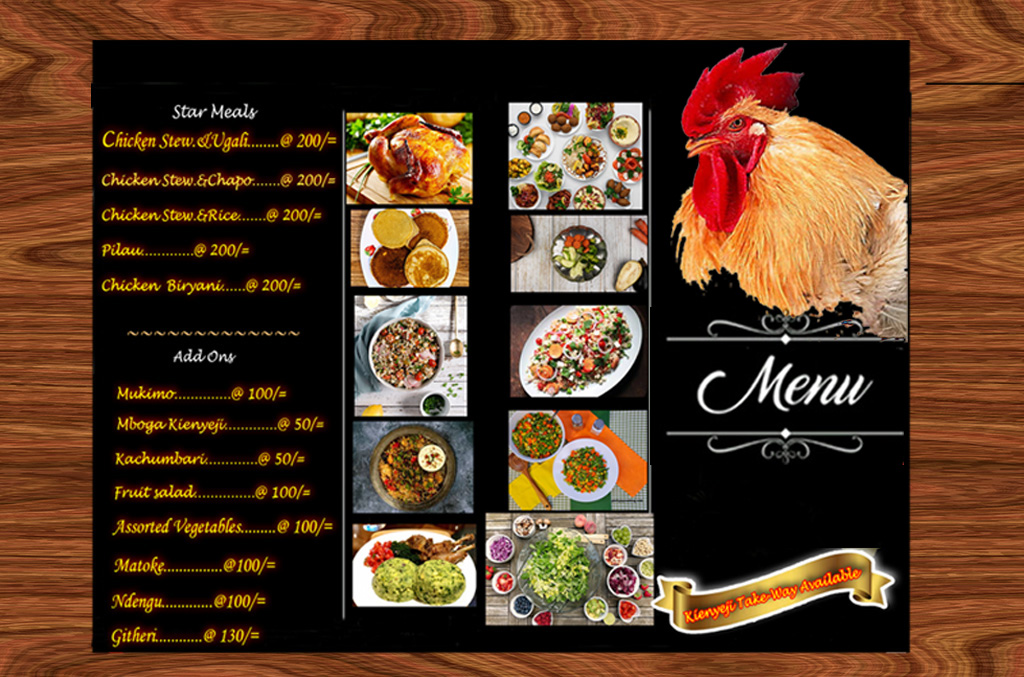 Star Meals
Chicken Stew.&Ugali........@ 200/=
Chicken Stew.&Chapo.......@ 200/=
Chicken Stew.&Rice.......@ 200/=
Pilau.............@ 200/=
Chicken Biryani......@ 200/=
~~~~~~~~~~~~~
Add Ons
Mukimo..............@ 100/=
Mboga Kienyeji.............@ 50/=
Kachumbari.............@ 50/=
Fruit salad...............@ 100/=
Assorted Vegetables.........@ 100/=
Matoke...............@100/=
Ndengu.............@100/=
Githeri............@ 130/=
Menu
Kienyeji Take-Way Available